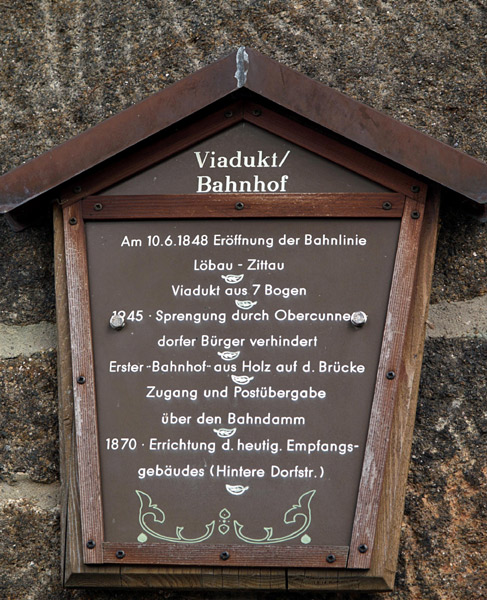 Viadukt/
Bahnhof
Am 10.6.1848 Eröffnung der Bahnlinie
Löbau - Zittau
Viadukt aus 7 Bogen
1945 · Sprengung durch Obercunners
dorfer Bürger verhindert
Erster "Bahnhof" aus Holz auf d. Brücke
Zugang und Postübergabe
über den Bahndamm
1870 · Errichtung d. heutig. Empfangs-
gebäudes (Hintere Dorfstr.)